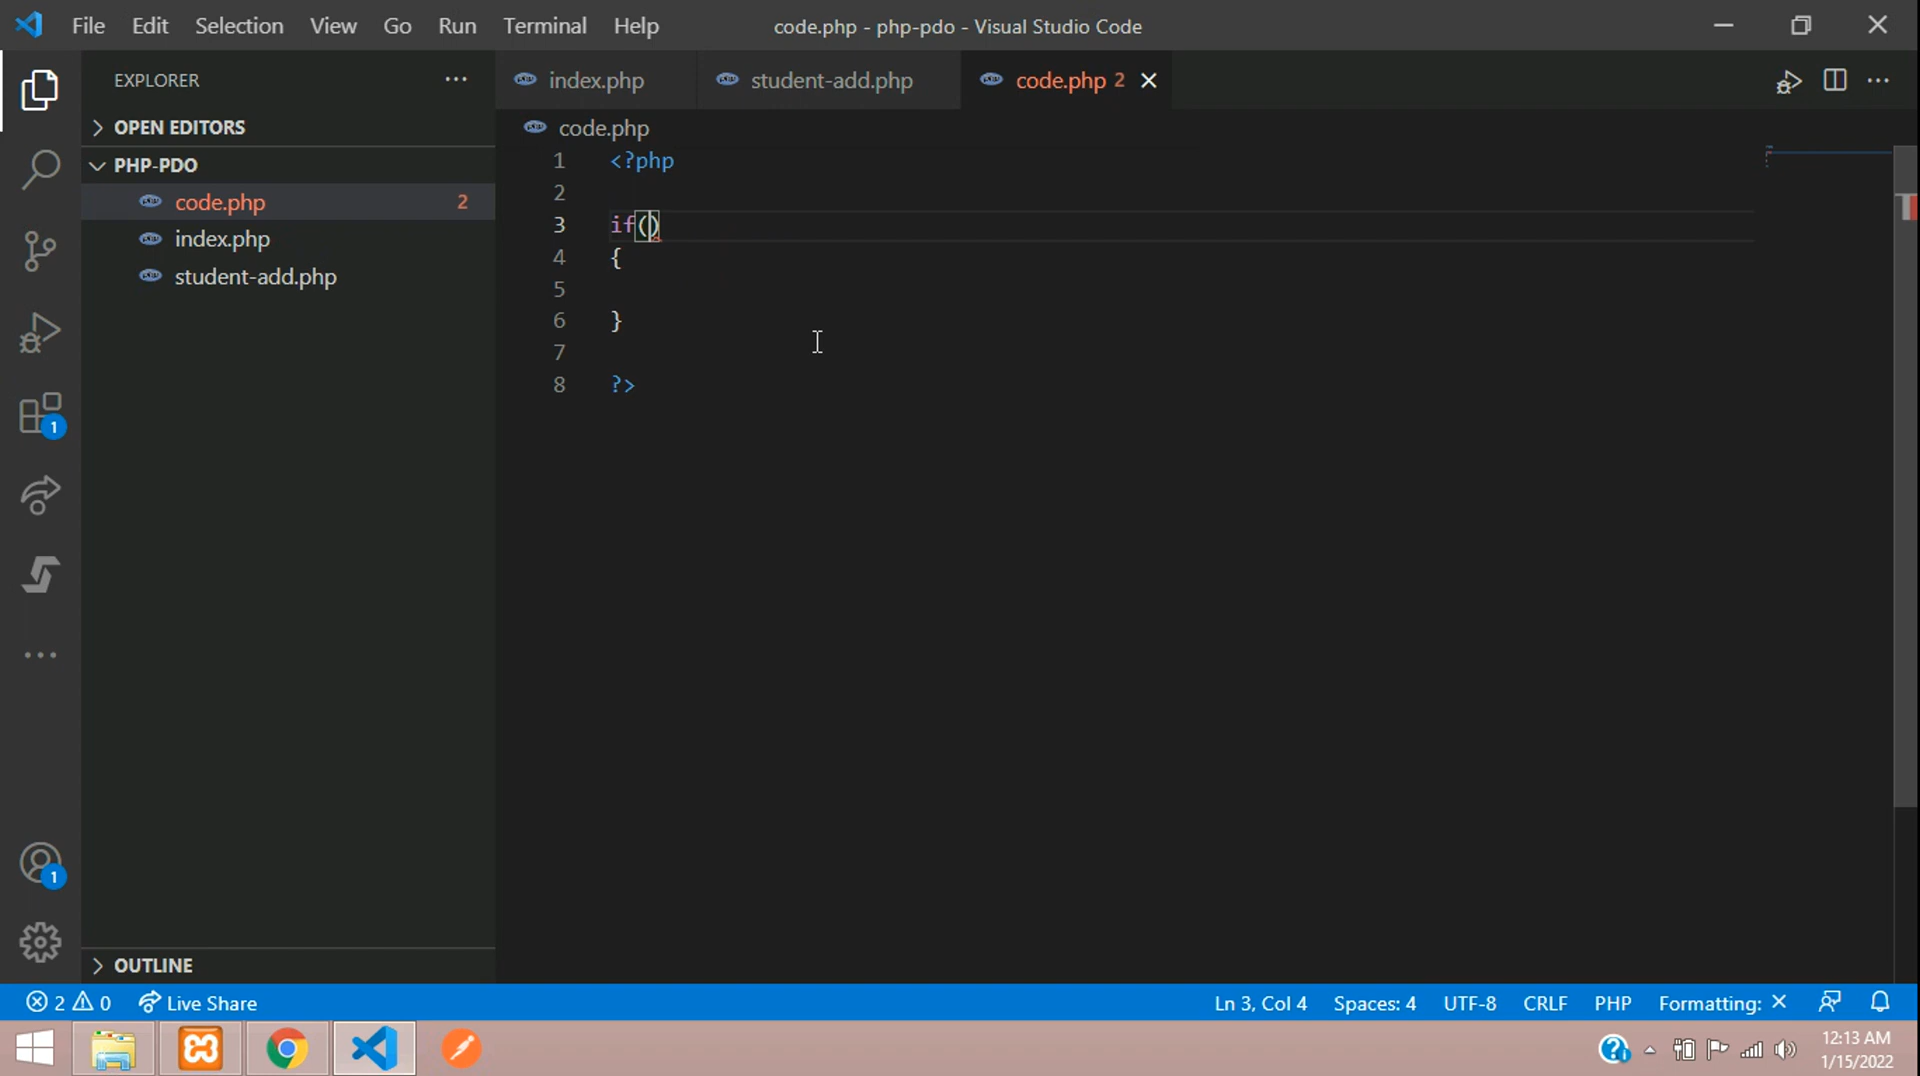 File Edit Selection View Go Run Terminal Help
code.php - php-pdo - Visual Studio Code
EXPLORER
OPEN EDITORS
PHP-PDO
code.php 2
index.php
student-add.php
OUTLINE
index.php student-add.php code.php 2
code.php
1 <?php
2
3 if()
4 {
5
6 }
7
8 ?>
1
1
2 0 Live Share Ln 3, Col 4 Spaces: 4 UTF-8 CRLF PHP Formatting: ×
12:13 AM
1/15/2022